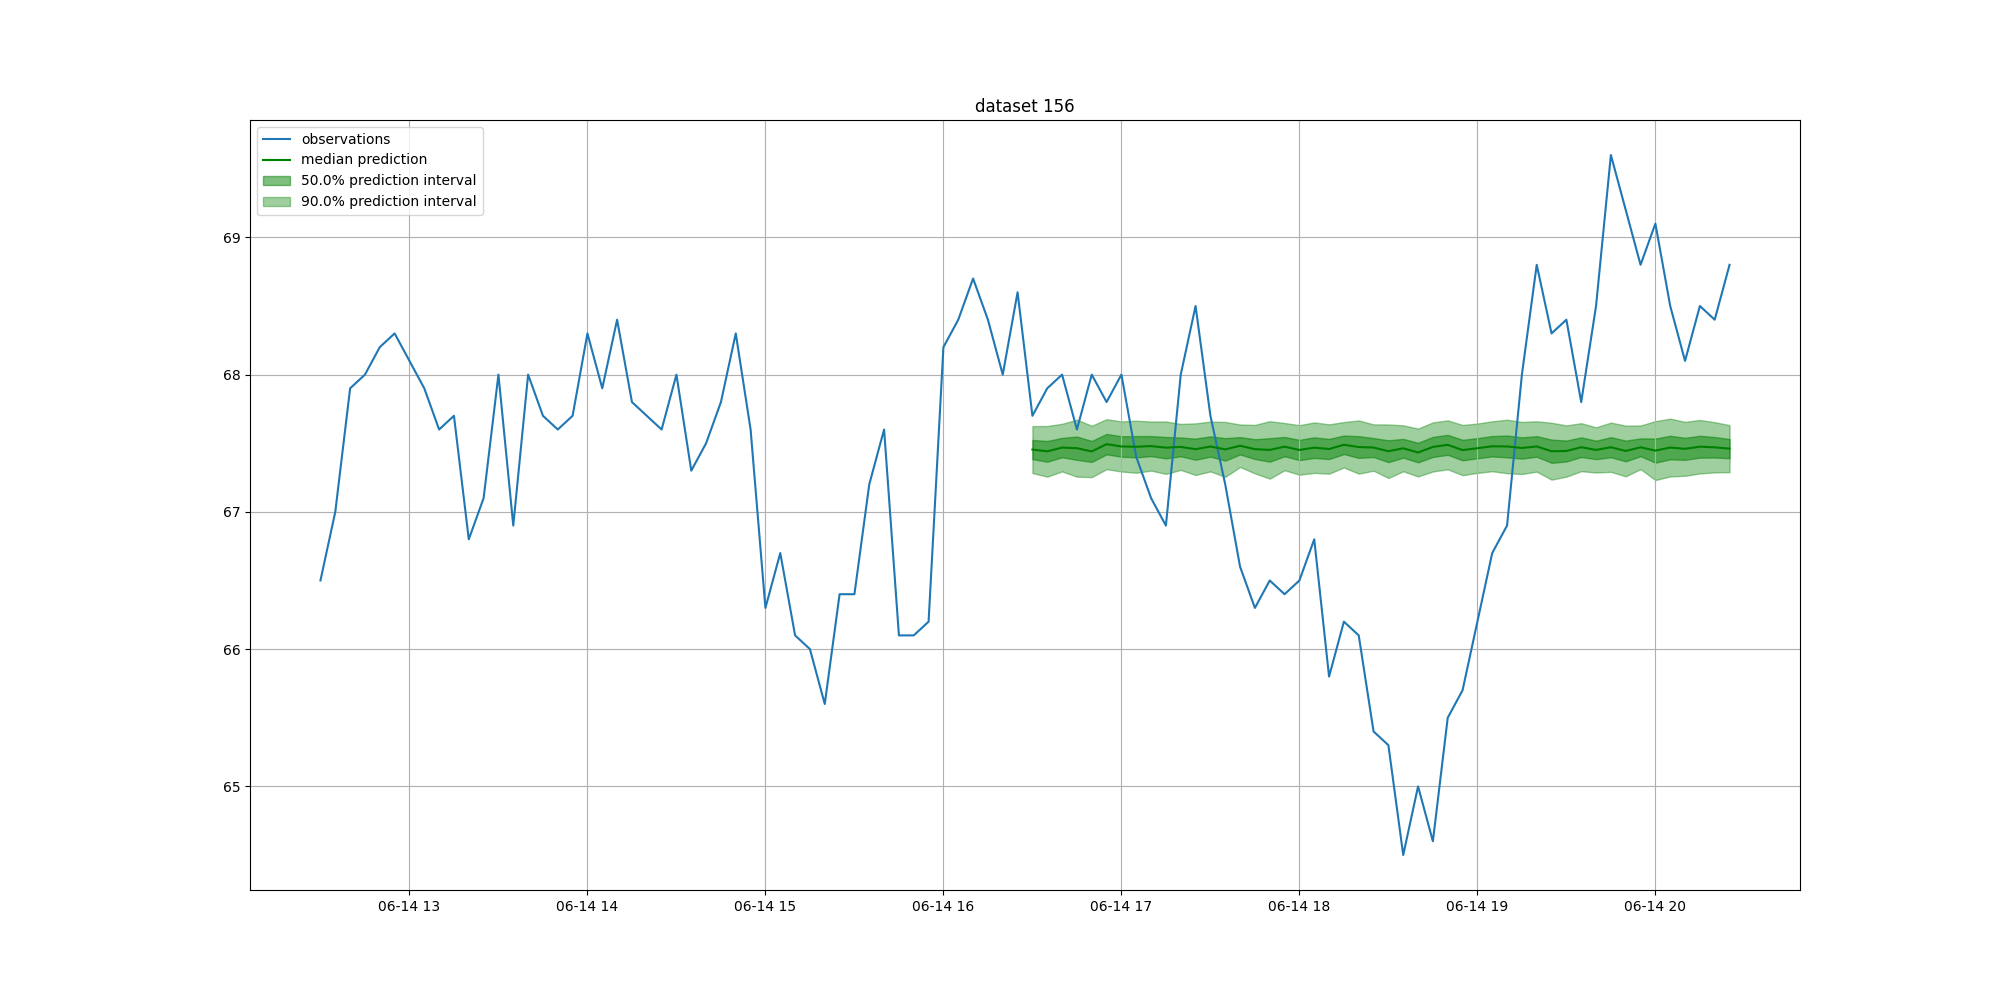 dataset 156
observations
median prediction
50.0% prediction interval
90.0% prediction interval
69
68
67
66
65
06-14 13
06-14 14
06-14 15
06-14 16
06-14 17
06-14 18
06-14 19
06-14 20